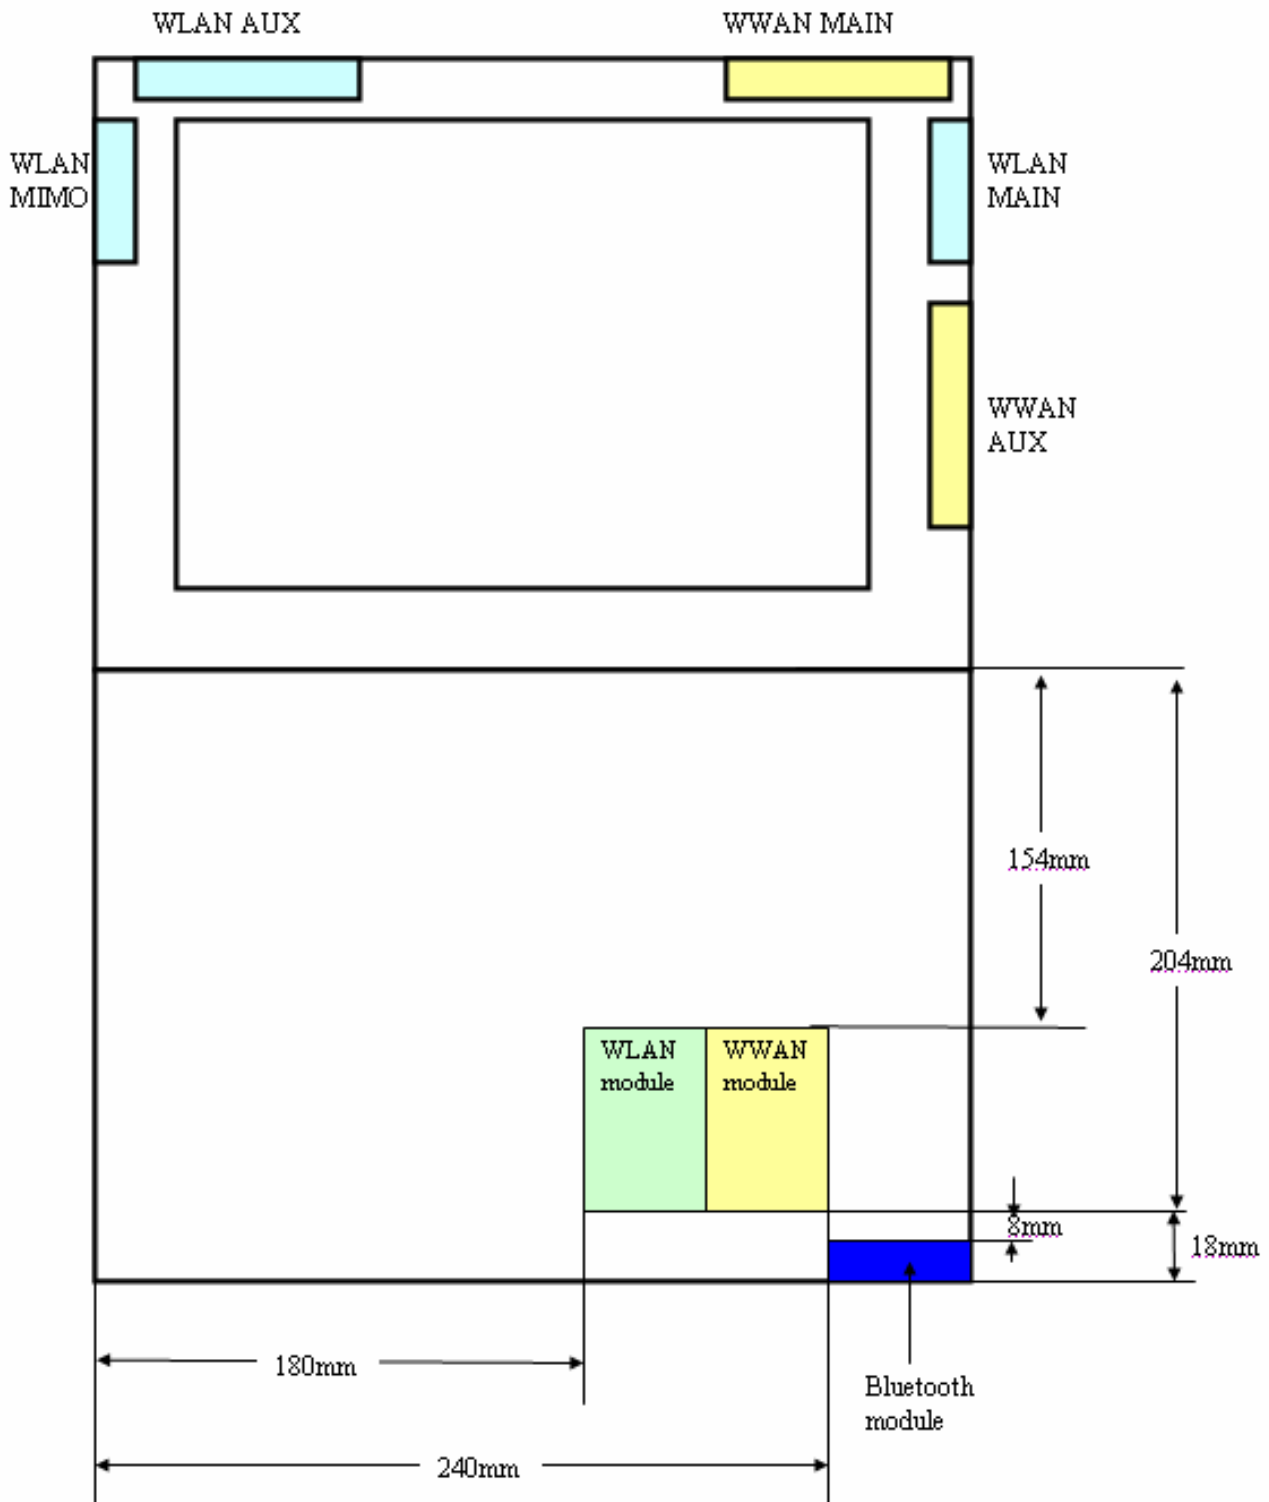 WLAN AUX
WWAN MAIN
WLAN
MIMO
WLAN
MAIN
WWAN
AUX
154mm
204mm
WLAN
module
WWAN
module
8mm
18mm
180mm
Bluetooth
module
240mm